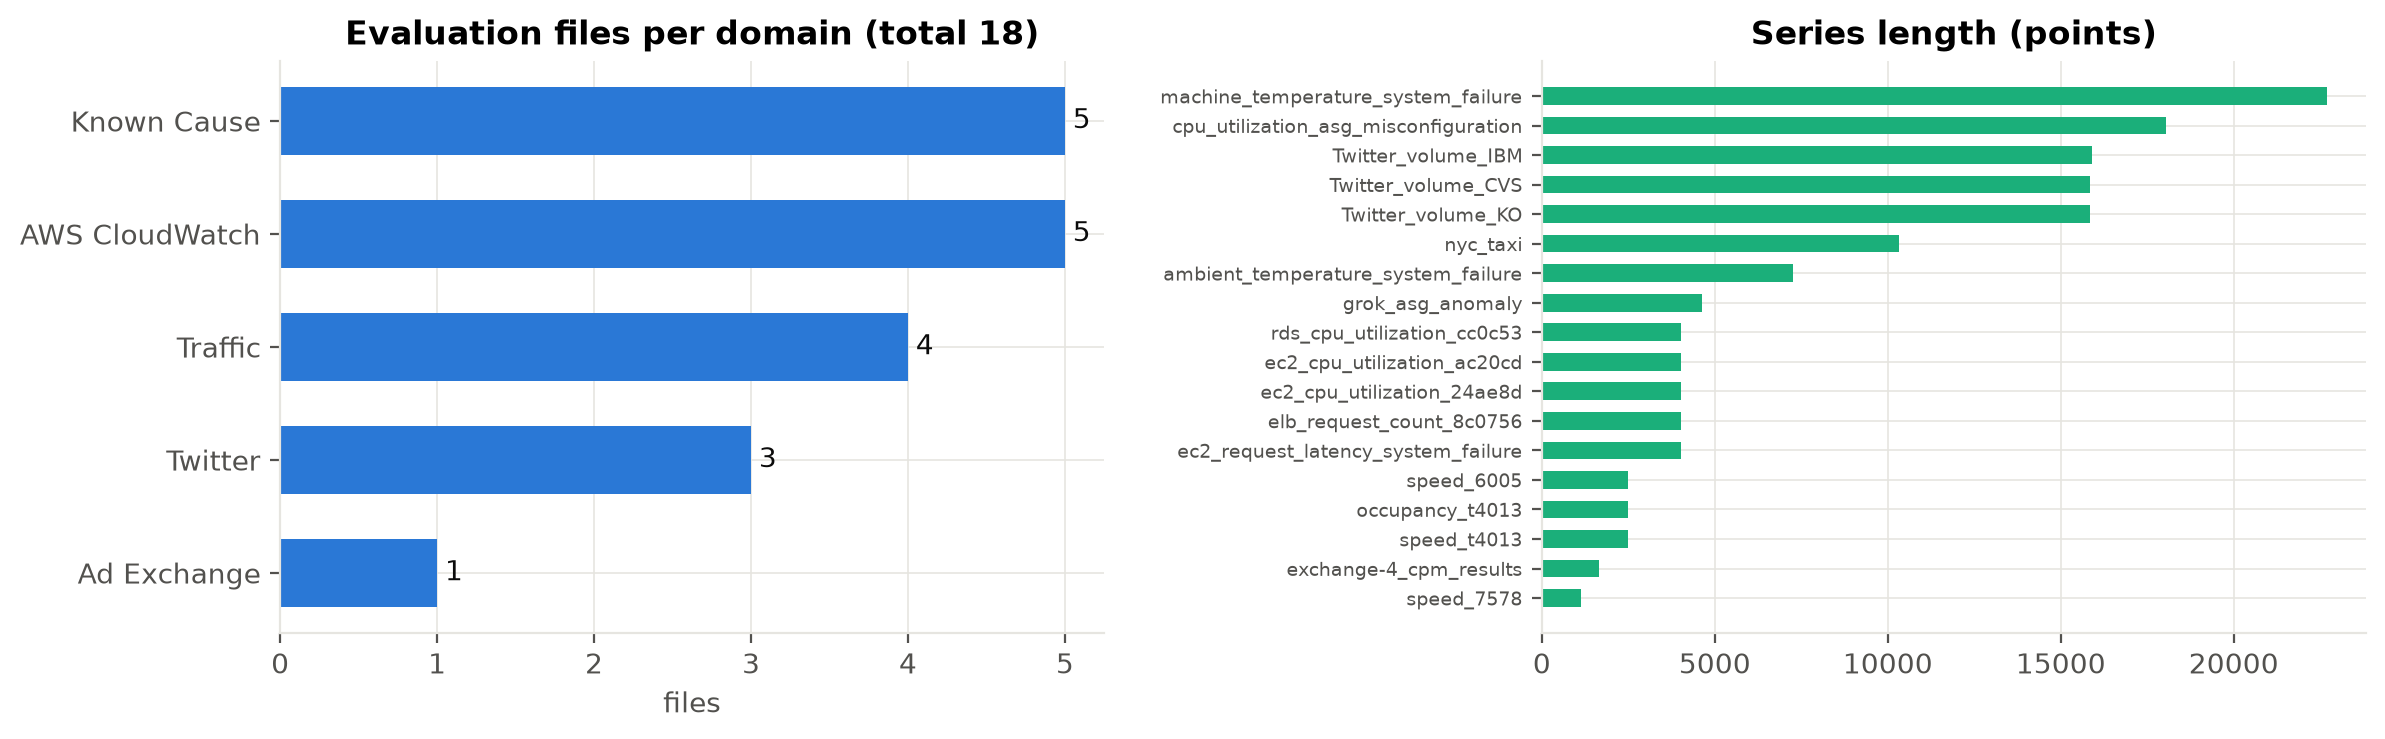 Evaluation files per domain (total 18)
Known Cause
5
AWS CloudWatch
5
Traffic
4
Twitter
3
Ad Exchange
1
0 1 2 3 4 5
files
Series length (points)
machine_temperature_system_failure
cpu_utilization_asg_misconfiguration
Twitter_volume_IBM
Twitter_volume_CVS
Twitter_volume_KO
nyc_taxi
ambient_temperature_system_failure
grok_asg_anomaly
rds_cpu_utilization_cc0c53
ec2_cpu_utilization_ac20cd
ec2_cpu_utilization_24ae8d
elb_request_count_8c0756
ec2_request_latency_system_failure
speed_6005
occupancy_t4013
speed_t4013
exchange-4_cpm_results
speed_7578
0 5000 10000 15000 20000